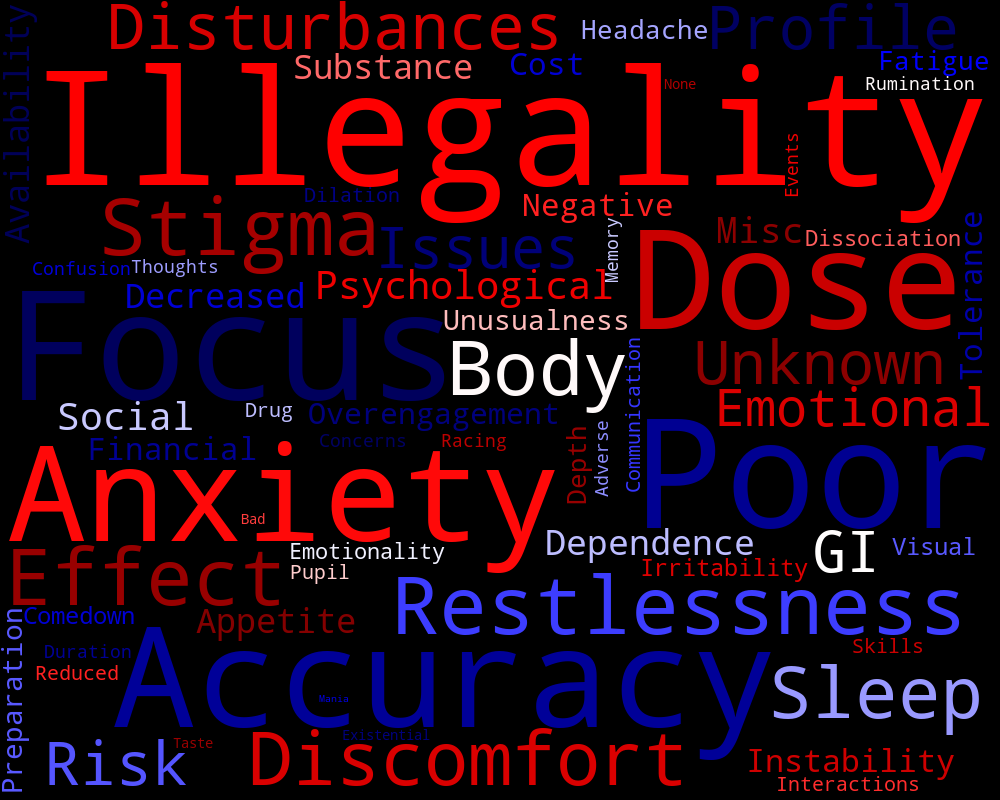 Disturbances
Headache
Profile
Availability
Substance
Cost
Fatigue
Illegality
None
Rumination
Events
Dilation
Stigma
Negative
Issues
Memory
Misc
Dissociation
Tolerance
Confusion
Thoughts
Decreased
Psychological
Dose
Focus
Unusualness
Body
Communication
Unknown
Social
Drug
Overengagement
Emotional
Financial
Concerns
Racing
Depth
Adverse
Poor
Anxiety
Bad
Emotionality
Dependence
GI
Visual
Effect
Pupil
Irritability
Restlessness
Preparation
Comedown
Appetite
Duration
Accuracy
Skills
Reduced
Sleep
Mania
Existential
Risk
Taste
Discomfort
Instability
Interactions